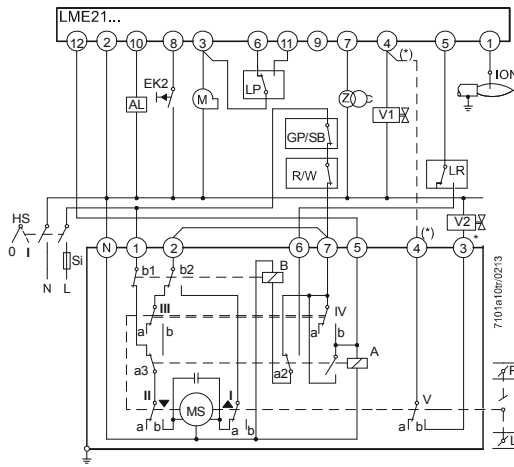 LME21...
12 2 10 8 3 6 11 9 7 4 (*) 5 1
ION
EK2
AL M LP Z C V1
GP/SB
R/W
LR
HS
V2
0 I
Si
N L
N 1 2 6 7 5 4 (*) 3 *
b1 b2 B
III IV
a b a b
a3 a2 A
II I V
MS
a b a b a b
7101a10tr/0213